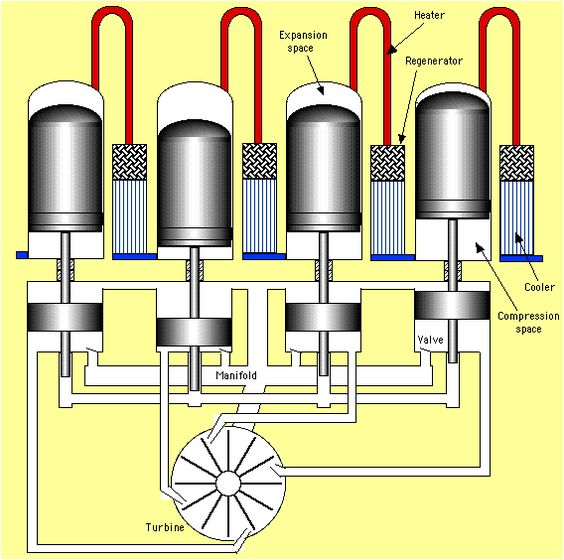 Heater
Expansion
space
Regenerator
Cooler
Compression
space
Valve
Manifold
Turbine